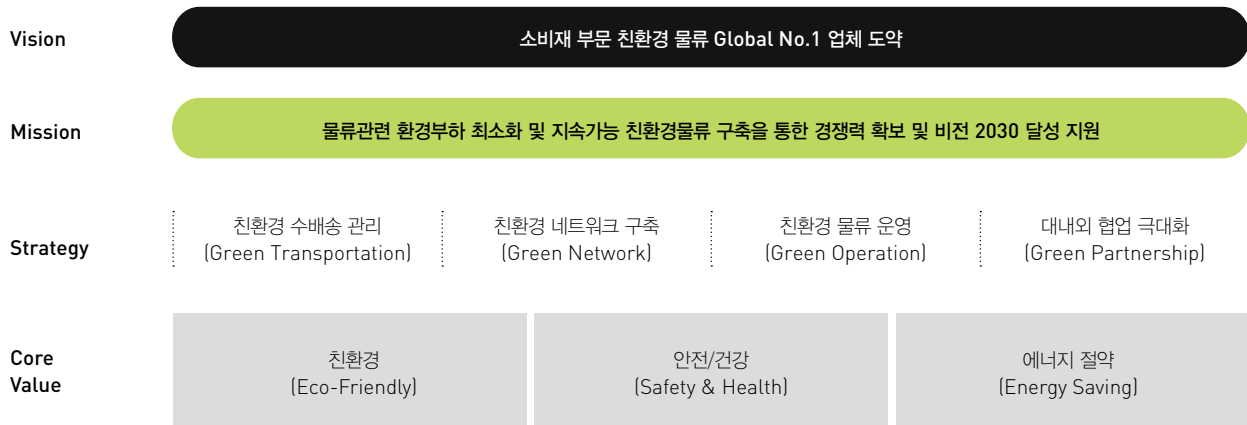 Vision
소비재 부문 친환경 물류 Global No.1 업체 도약
Mission
물류관련 환경부하 최소화 및 지속가능 친환경물류 구축을 통한 경쟁력 확보 및 비전 2030 달성 지원
Strategy
친환경 수배송 관리
(Green Transportation)
친환경 네트워크 구축
(Green Network)
친환경 물류 운영
(Green Operation)
대내외 협업 극대화
(Green Partnership)
Core
Value
친환경
(Eco-Friendly)
안전/건강
(Safety & Health)
에너지 절약
(Energy Saving)